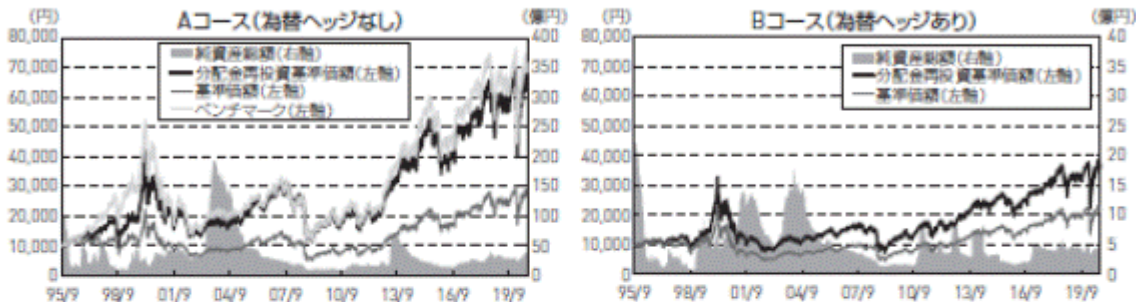 (円) Aコース(為替ヘッジなし) (億円)
80,000 400
70,000 350
60,000 300
50,000 250
40,000 200
30,000 150
20,000 100
10,000 50
0 0
純資産総額(右軸)
分配金再投資基準価額(左軸)
基準価額(左軸)
ベンチマーク(左軸)
95/9 98/9 01/9 04/9 07/9 10/9 13/9 16/9 19/9
(円) Bコース(為替ヘッジあり) (億円)
80,000 40
70,000 35
60,000 30
50,000 25
40,000 20
30,000 15
20,000 10
10,000 5
0 0
純資産総額(右軸)
分配金再投資基準価額(左軸)
基準価額(左軸)
95/9 98/9 01/9 04/9 07/9 10/9 13/9 16/9 19/9